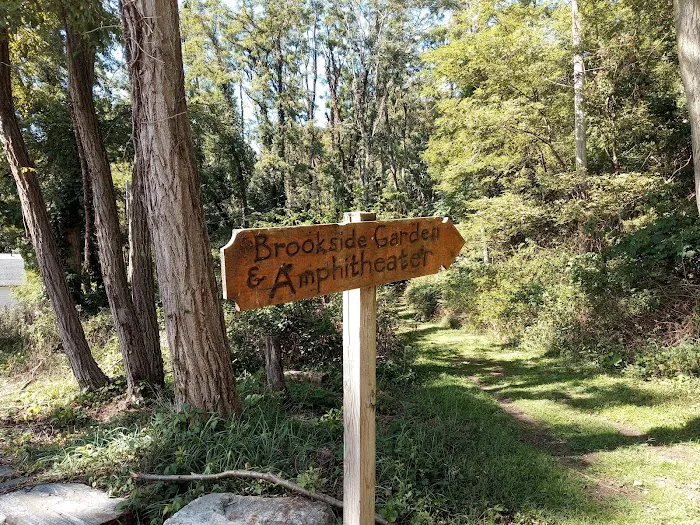 Brookside Garden
& Amphitheater